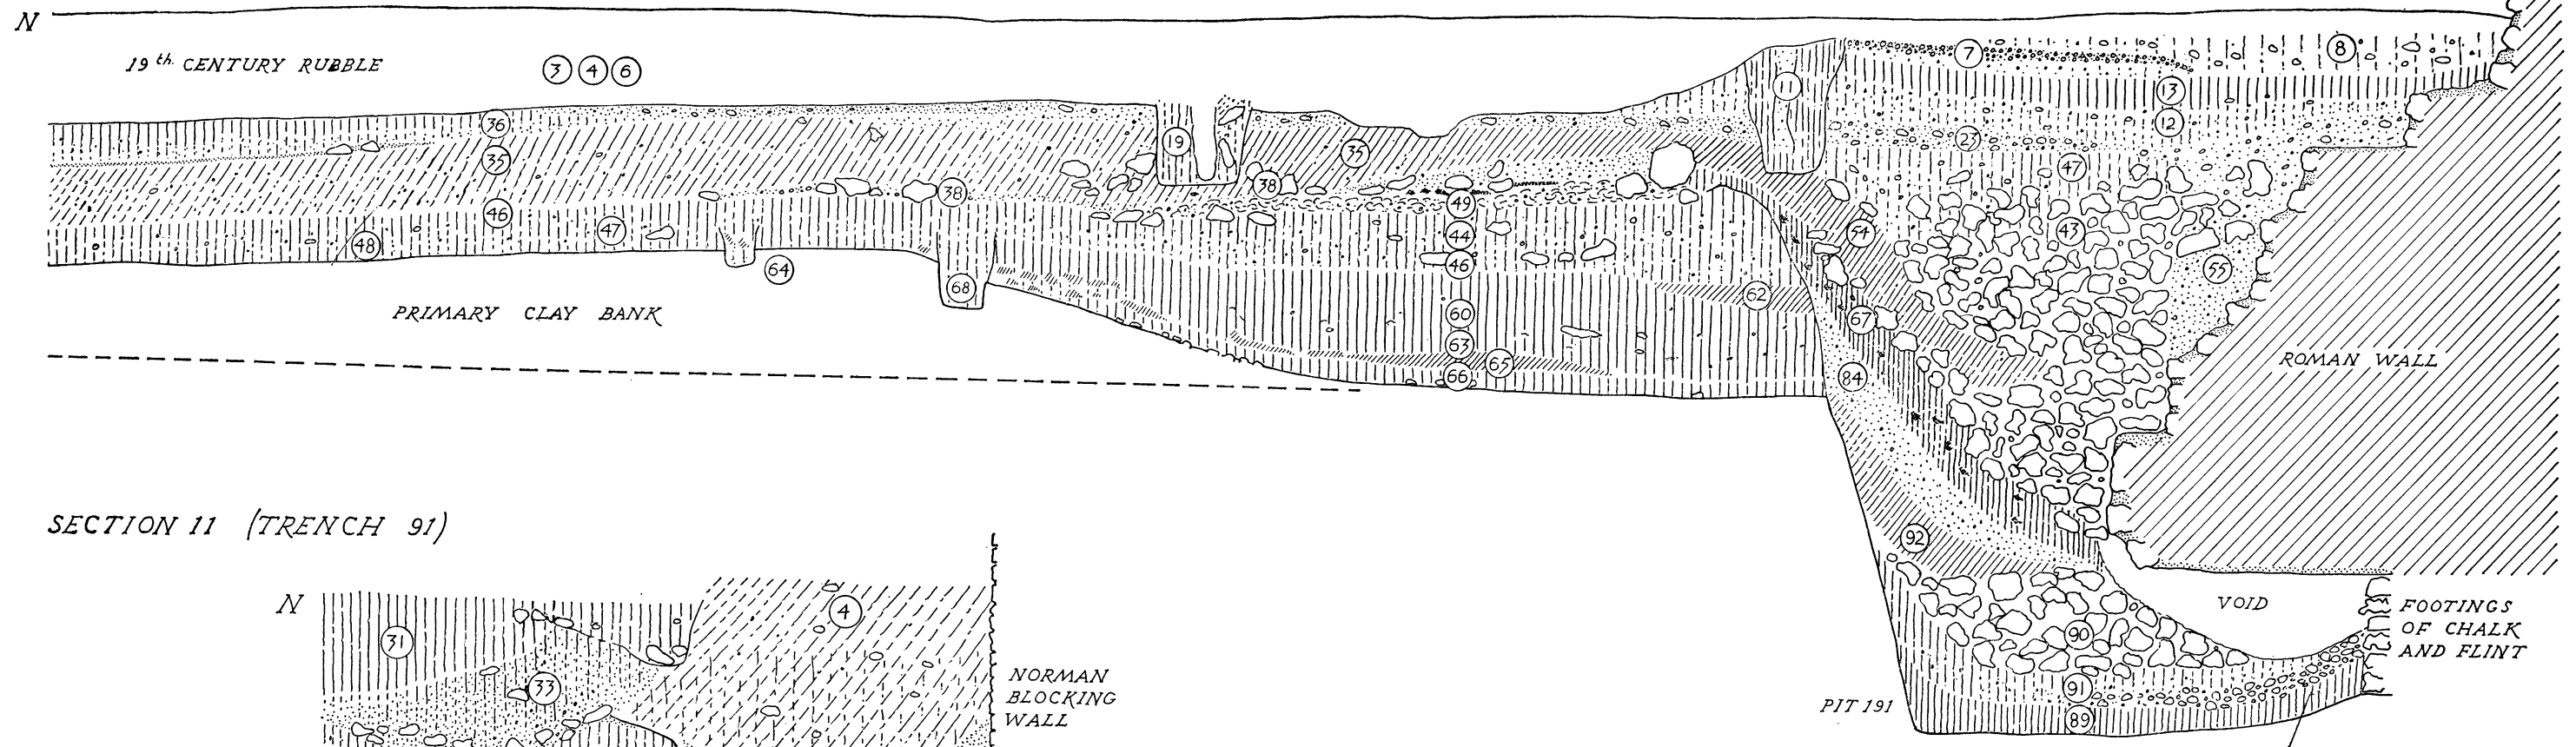 N
19th. CENTURY RUBBLE 3 4 6
7 8
11 13
36 12
19 23
35 35 47
38 38
46 49
47 44 54 43
48 46 55
64 68 62
60 67
PRIMARY CLAY BANK
63 65
66 84
ROMAN WALL
SECTION 11 (TRENCH 91)
92
N
4
31
33
VOID
FOOTINGS
OF CHALK
AND FLINT
90
NORMAN
BLOCKING
WALL
91
PIT 191
89